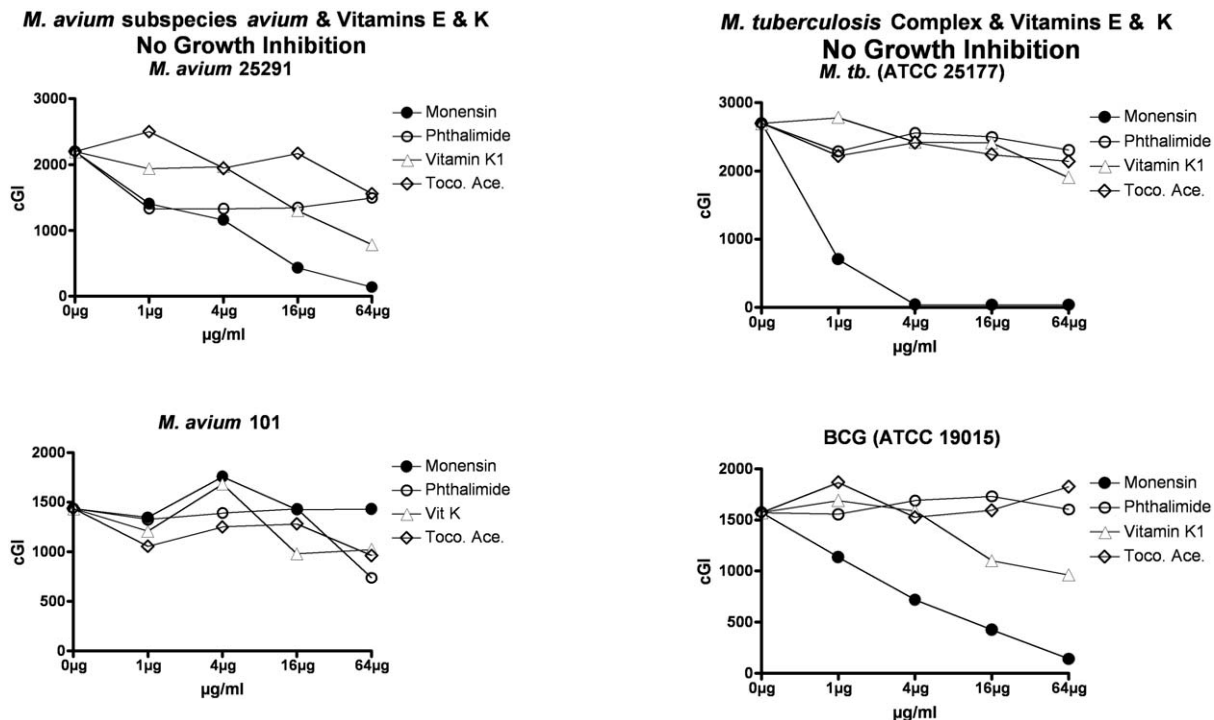 M. avium subspecies avium & Vitamins E & K
No Growth Inhibition
M. avium 25291
3000
2000
1000
0
cGI
0µg
1µg
4µg
16µg
64µg
µg/ml
Monensin
Phthalimide
Vitamin K1
Toco. Ace.
M. tuberculosis Complex & Vitamins E & K
No Growth Inhibition
M. tb. (ATCC 25177)
3000
2000
1000
0
cGI
0µg
1µg
4µg
16µg
64µg
µg/ml
Monensin
Phthalimide
Vitamin K1
Toco. Ace.
M. avium 101
2000
1500
1000
500
0
cGI
0µg
1µg
4µg
16µg
64µg
µg/ml
Monensin
Phthalimide
Vit K
Toco. Ace.
BCG (ATCC 19015)
2000
1500
1000
500
0
cGI
0µg
1µg
4µg
16µg
64µg
µg/ml
Monensin
Phthalimide
Vitamin K1
Toco. Ace.